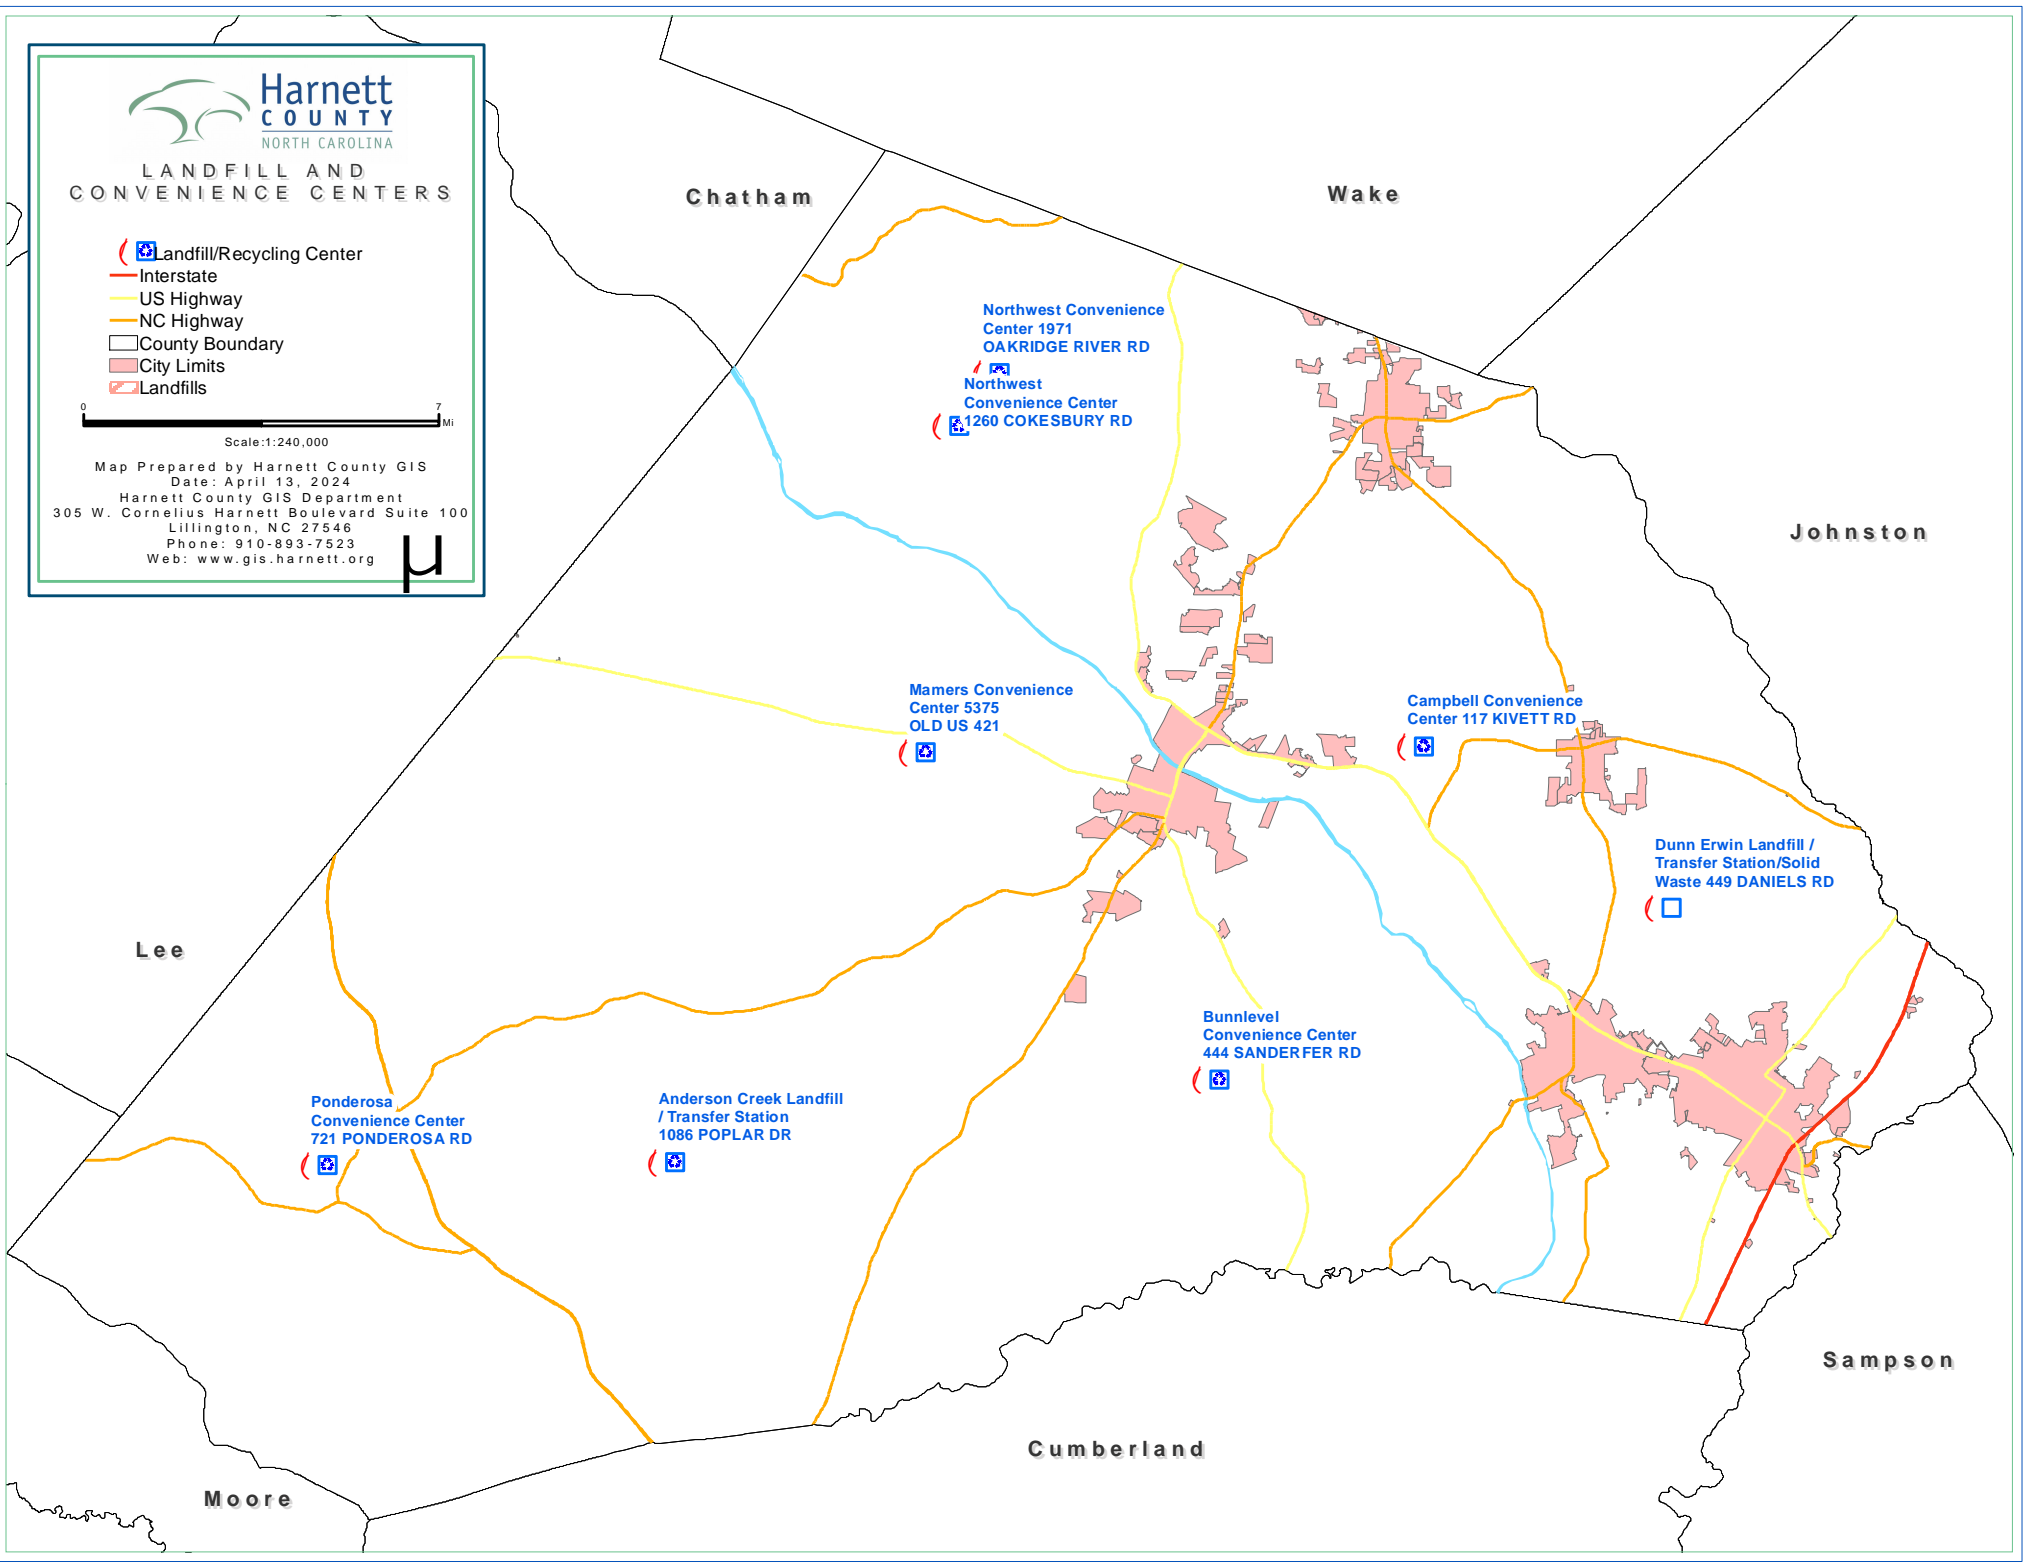 Harnett
COUNTY
NORTH CAROLINA
LANDFILL AND
CONVENIENCE CENTERS
Landfill/Recycling Center
Interstate
US Highway
NC Highway
County Boundary
City Limits
Landfills
0 7
Mi
Scale:1:240,000
Map Prepared by Harnett County GIS
Date: April 13, 2024
Harnett County GIS Department
305 W. Cornelius Harnett Boulevard Suite 100
Lillington, NC 27546
Phone: 910-893-7523
Web: www.gis.harnett.org
µ
Chatham
Wake
Northwest Convenience
Center 1971
OAKRIDGE RIVER RD
Northwest
Convenience Center
1260 COKESBURY RD
Johnston
Mamers Convenience
Center 5375
OLD US 421
Campbell Convenience
Center 117 KIVETT RD
Dunn Erwin Landfill /
Transfer Station/Solid
Waste 449 DANIELS RD
Lee
Bunnlevel
Convenience Center
444 SANDERFER RD
Ponderosa
Convenience Center
721 PONDEROSA RD
Anderson Creek Landfill
/ Transfer Station
1086 POPLAR DR
Sampson
Cumberland
Moore